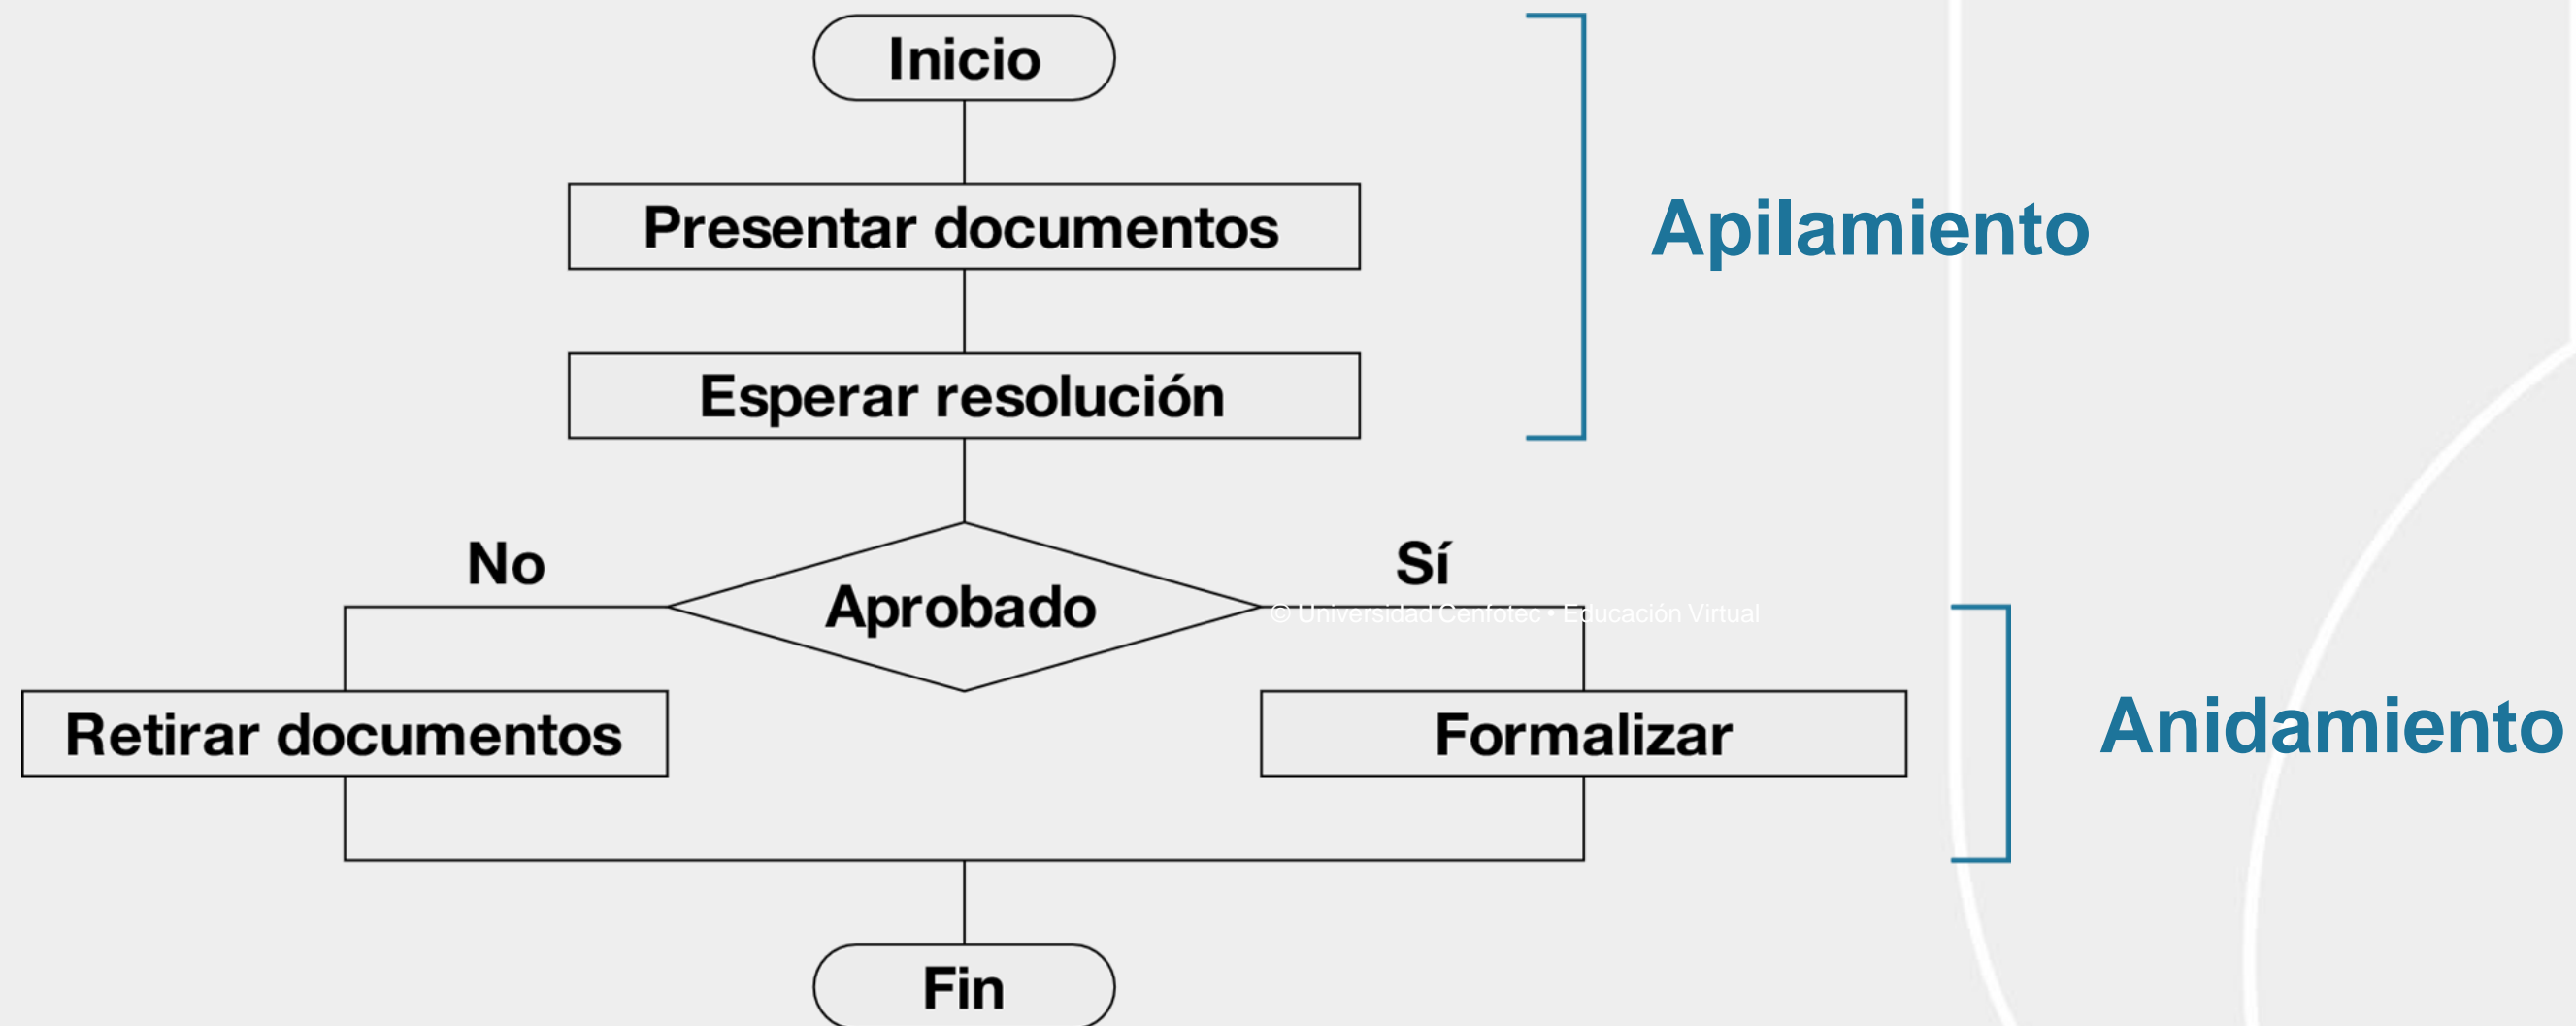 Inicio
Presentar documentos
Apilamiento
Esperar resolución
No
Sí
Aprobado
© Universidad Cenfotec • Educación Virtual
Retirar documentos
Formalizar
Anidamiento
Fin